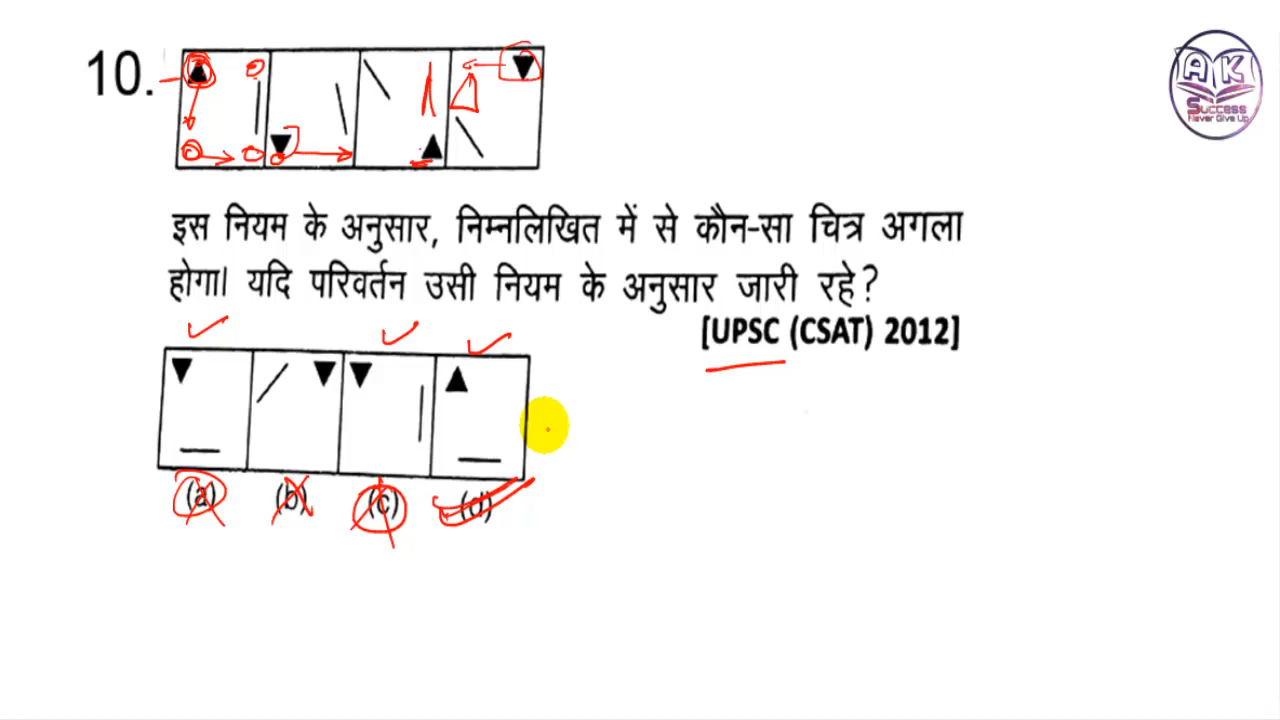 10.
A K
Success
Never Give Up
इस नियम के अनुसार, निम्नलिखित में से कौन-सा चित्र अगला
होगा। यदि परिवर्तन उसी नियम के अनुसार जारी रहे?
[UPSC (CSAT) 2012]
(a) (b) (c) (d)